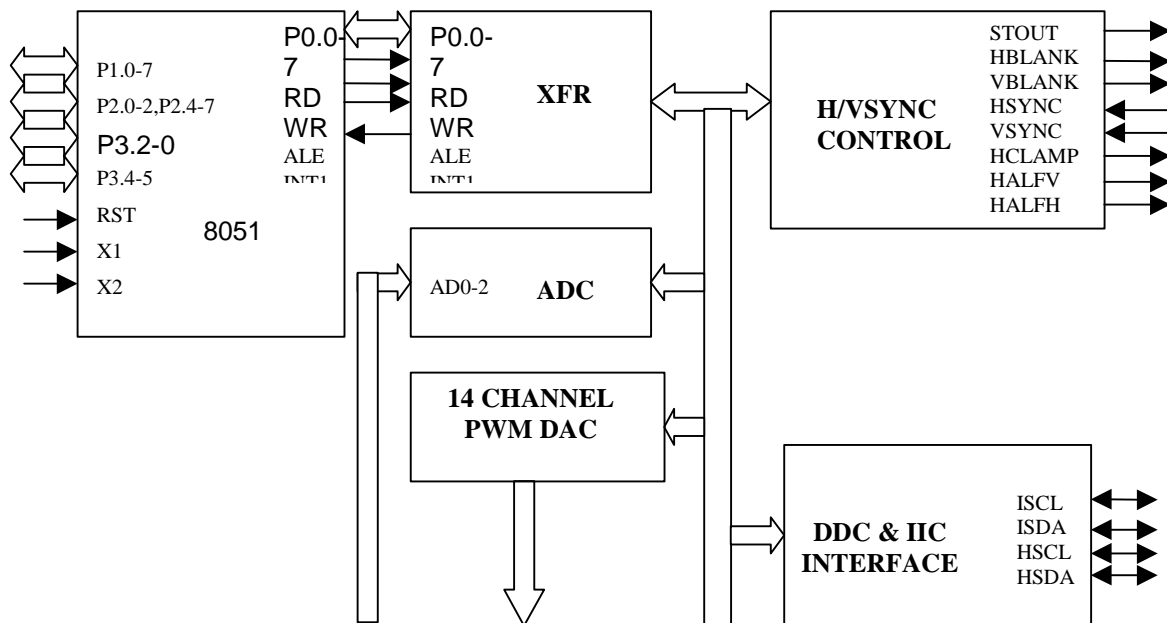 P1.0-7
P2.0-2,P2.4-7
P3.2-0
P3.4-5
RST
X1
X2
8051
P0.0-
7
RD
WR
ALE
INT1
P0.0-
7
RD
WR
ALE
INT1
XFR
H/VSYNC
CONTROL
STOUT
HBLANK
VBLANK
HSYNC
VSYNC
HCLAMP
HALFV
HALFH
AD0-2
ADC
14 CHANNEL
PWM DAC
DDC & IIC
INTERFACE
ISCL
ISDA
HSCL
HSDA